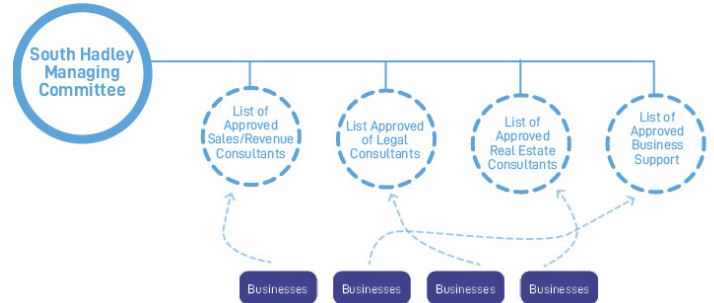 South Hadley
Managing
Committee
List of
Approved
Sales/Revenue
Consultants
List Approved
of Legal
Consultants
List of
Approved
Real Estate
Consultants
List of
Approved
Business
Support
Businesses
Businesses
Businesses
Businesses